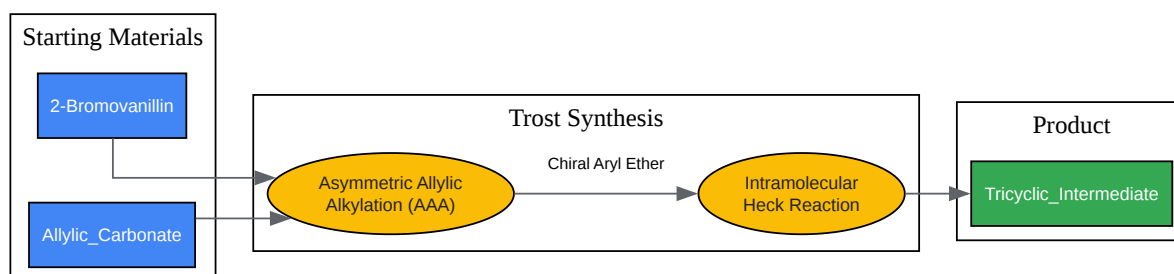 Starting Materials
2-Bromovanillin
Allylic_Carbonate
Trost Synthesis
Asymmetric Allylic
Alkylation (AAA)
Chiral Aryl Ether
Intramolecular
Heck Reaction
Product
Tricyclic_Intermediate